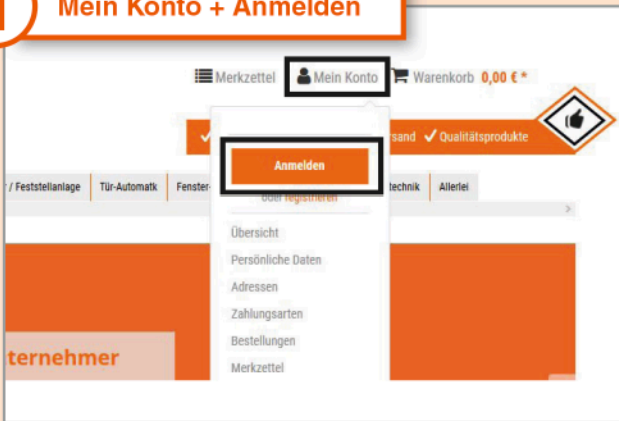 Mein Konto + Anmelden
Merkzettel Mein Konto Warenkorb 0,00 € *
Qualitätsprodukte
Anmelden
oder registrieren
/ Feststellanlage Tür-Automatk Fenster- technik Allerlei
Übersicht
Persönliche Daten
Adressen
Zahlungsarten
Bestellungen
Merkzettel
ternehmer